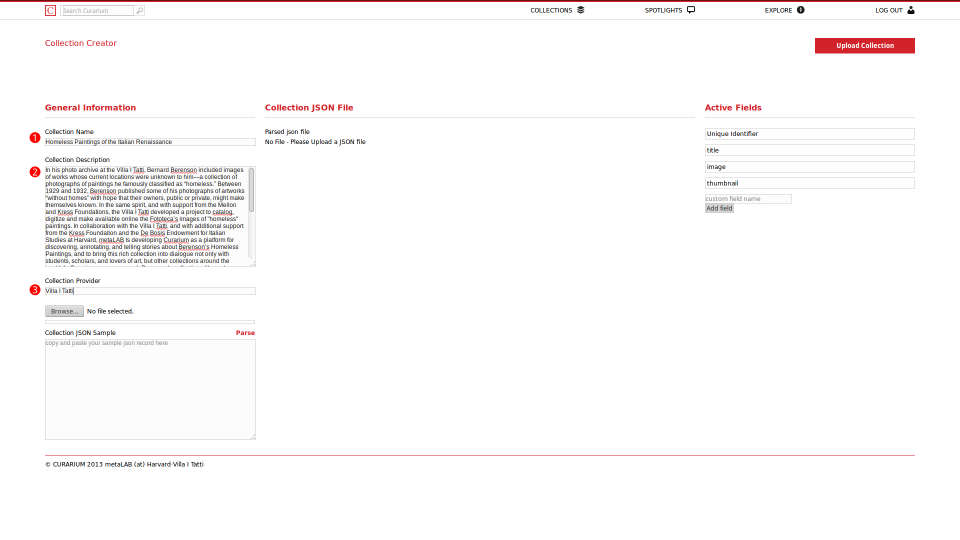 C Search Curarium COLLECTIONS SPOTLIGHTS EXPLORE LOG OUT
Collection Creator
Upload Collection
General Information
1
Collection Name
Homeless Paintings of the Italian Renaissance
2
Collection Description
In his photo archive at the Villa I Tatti, Bernard Berenson included images
of works whose current locations were unknown to him—a collection of
photographs of paintings he famously classified as "homeless." Between
1929 and 1932, Berenson published some of his photographs of artworks
"without homes" with hope that their owners, public or private, might make
themselves known. In the same spirit, and with support from the Mellon
and Kress Foundations, the Villa I Tatti developed a project to catalog,
digitize and make available online the Fototeca's images of "homeless"
paintings. In collaboration with the Villa I Tatti, and with additional support
from the Kress Foundation and the De Bosis Endowment for Italian
Studies at Harvard, metaLAB is developing Curarium as a platform for
discovering, annotating, and telling stories about Berenson's Homeless
Paintings, and to bring this rich collection into dialogue not only with
students, scholars, and lovers of art, but other collections around the
3
Collection Provider
Villa I Tatti
Browse... No file selected.
Collection JSON Sample Parse
copy and paste your sample json record here
Collection JSON File
Parsed json file
No File - Please Upload a JSON file
Active Fields
Unique Identifier
title
image
thumbnail
custom field name
Add field
© CURARIUM 2013 metaLAB (at) Harvard-Villa I Tatti